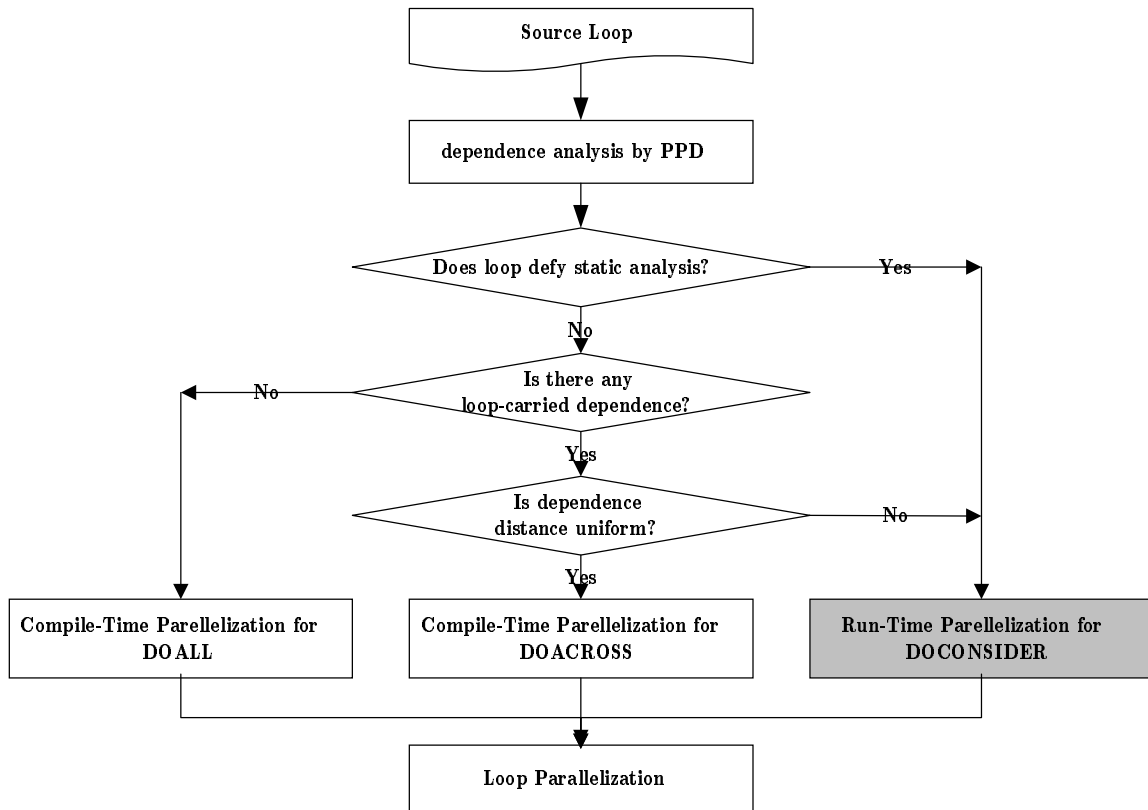 Source Loop
dependence analysis by PPD
Does loop defy static analysis?
Yes
No
Is there any
loop-carried dependence?
No
Yes
Is dependence
distance uniform?
No
Yes
Compile-Time Parellelization for
DOALL
Compile-Time Parellelization for
DOACROSS
Run-Time Parellelization for
DOCONSIDER
Loop Parallelization